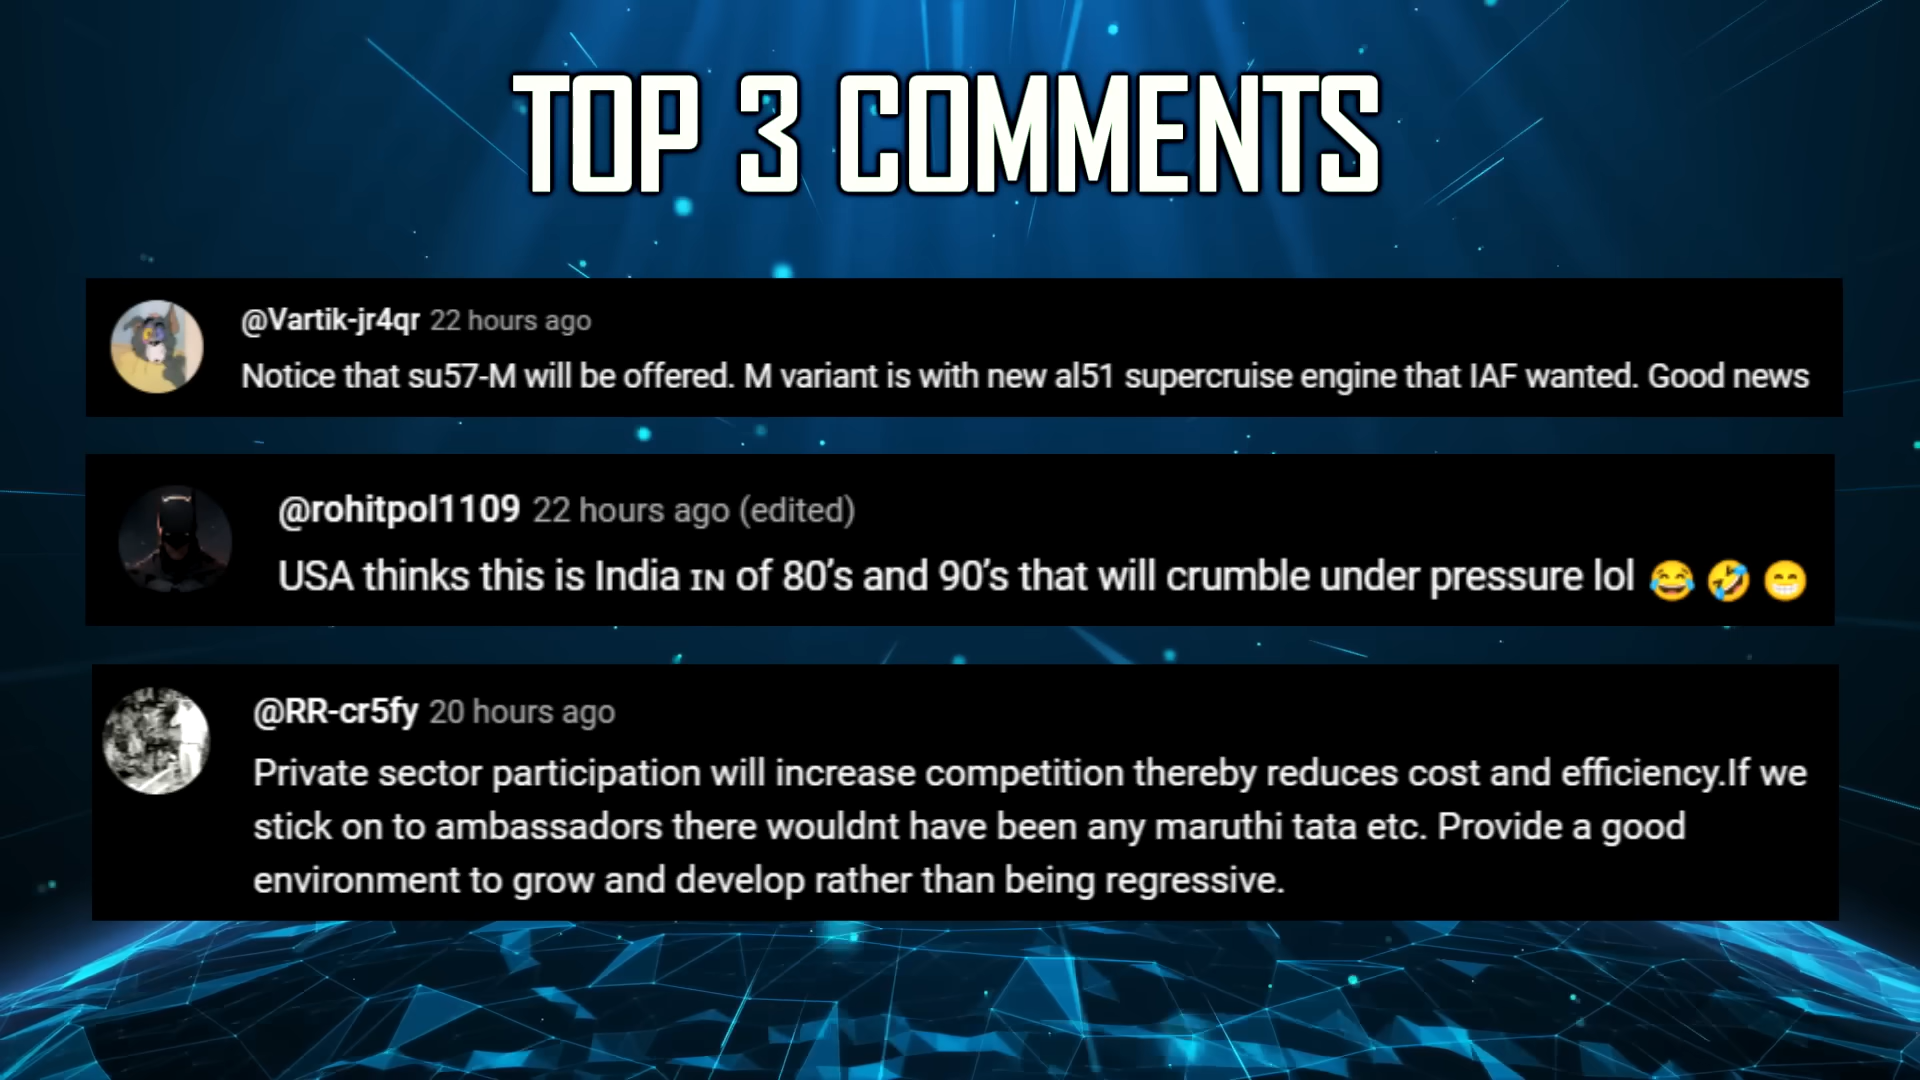 TOP 3 COMMENTS
@Vartik-jr4qr 22 hours ago
Notice that su57-M will be offered. M variant is with new al51 supercruise engine that IAF wanted. Good news
@rohitpol1109 22 hours ago (edited)
USA thinks this is India ɪɴ of 80’s and 90’s that will crumble under pressure lol 😂 🤣 😁
@RR-cr5fy 20 hours ago
Private sector participation will increase competition thereby reduces cost and efficiency.If we
stick on to ambassadors there wouldnt have been any maruthi tata etc. Provide a good
environment to grow and develop rather than being regressive.